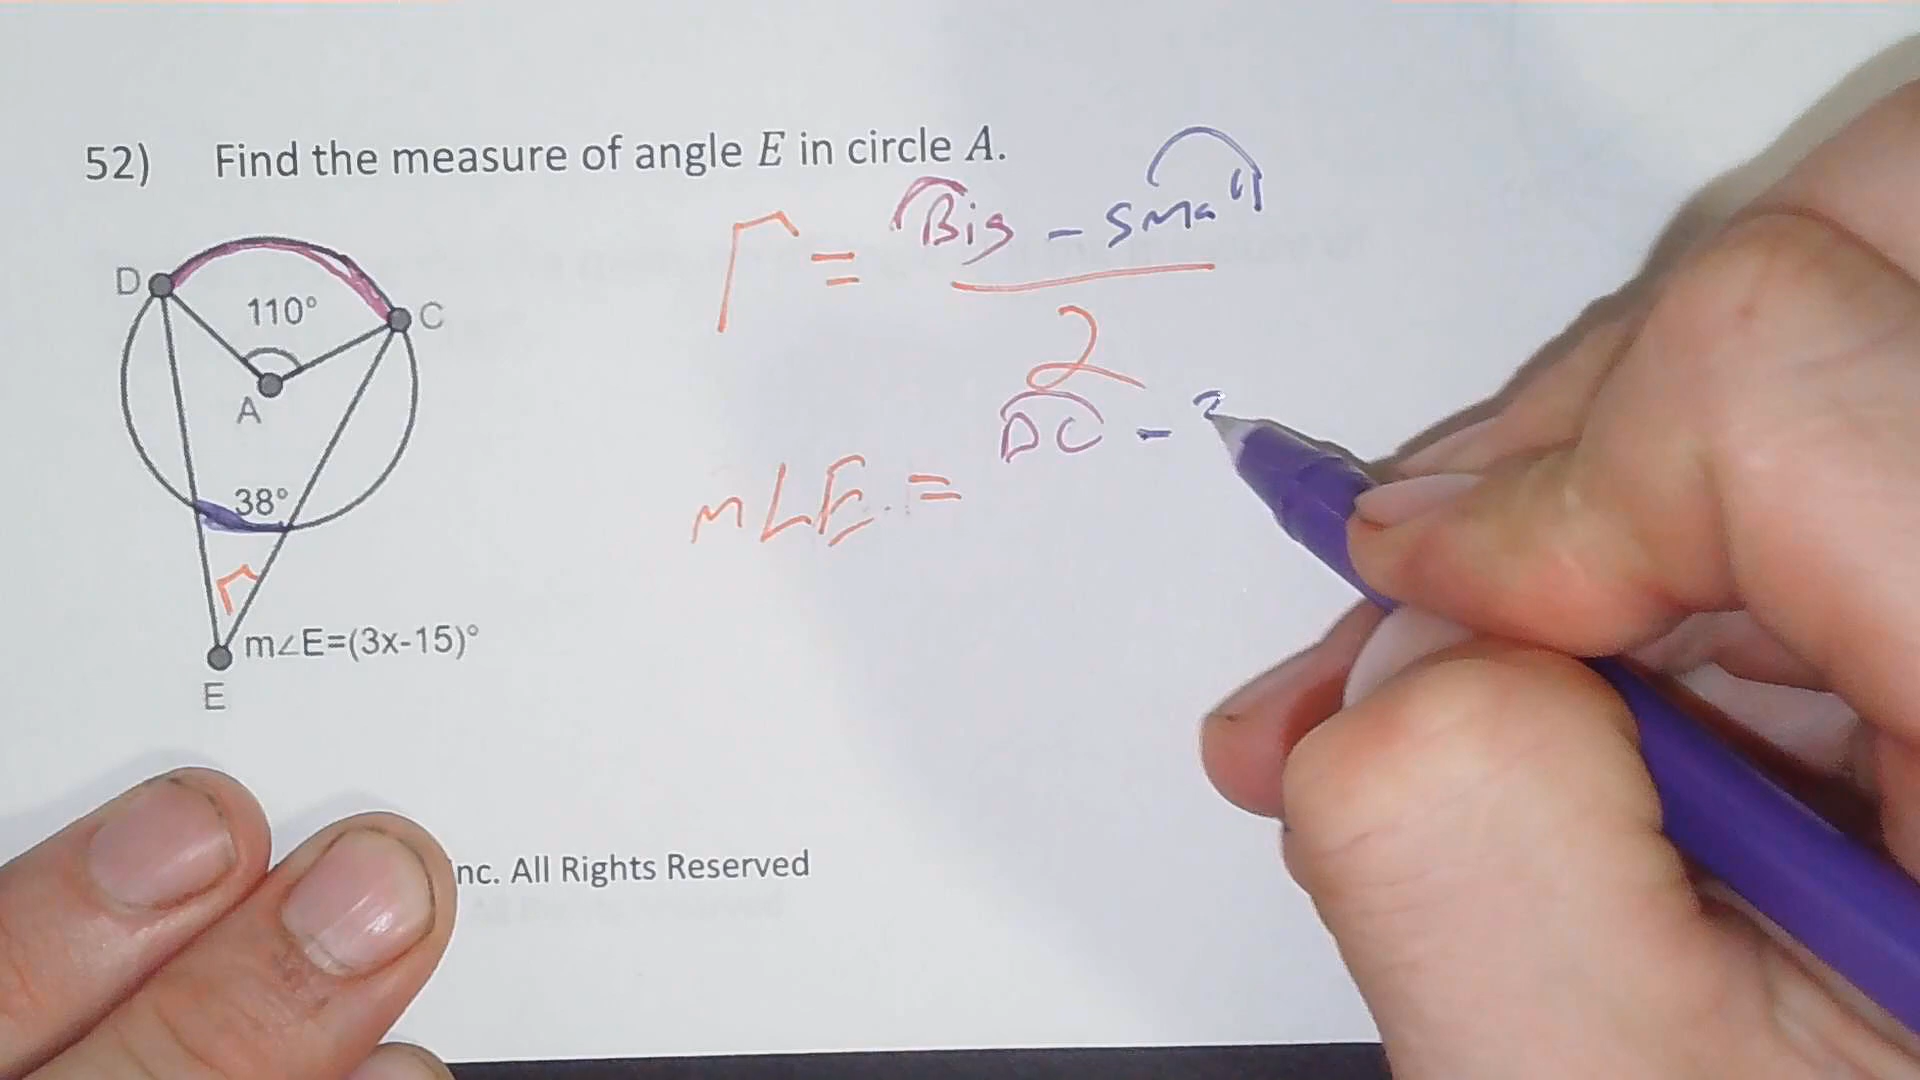 52) Find the measure of angle E in circle A.
= Big - Small
2
D
110°
C
A
38°
m∠E=(3x-15)°
E
DC -
m∠E =
nc. All Rights Reserved